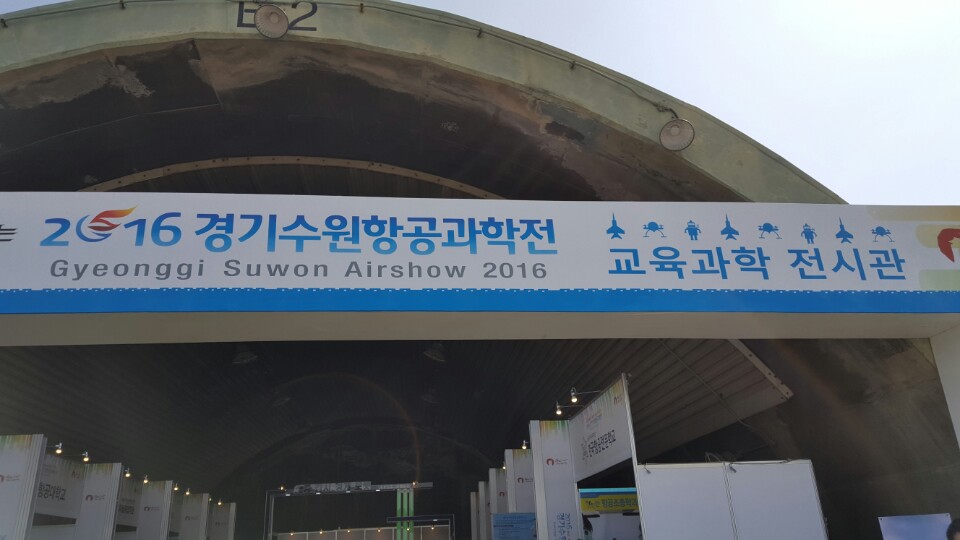 E 2
2016 경기수원항공과학전
Gyeonggi Suwon Airshow 2016
교육과학 전시관